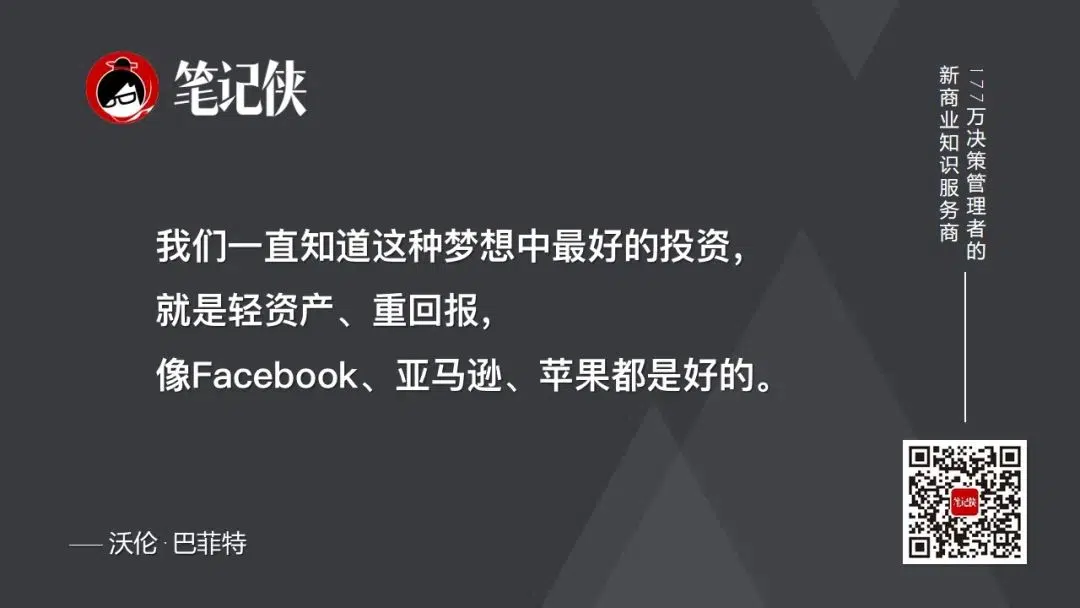 笔记侠
177万决策管理者的
新商业知识服务商
我们一直知道这种梦想中最好的投资,
就是轻资产、重回报,
像Facebook、亚马逊、苹果都是好的。
—— 沃伦·巴菲特
笔记侠